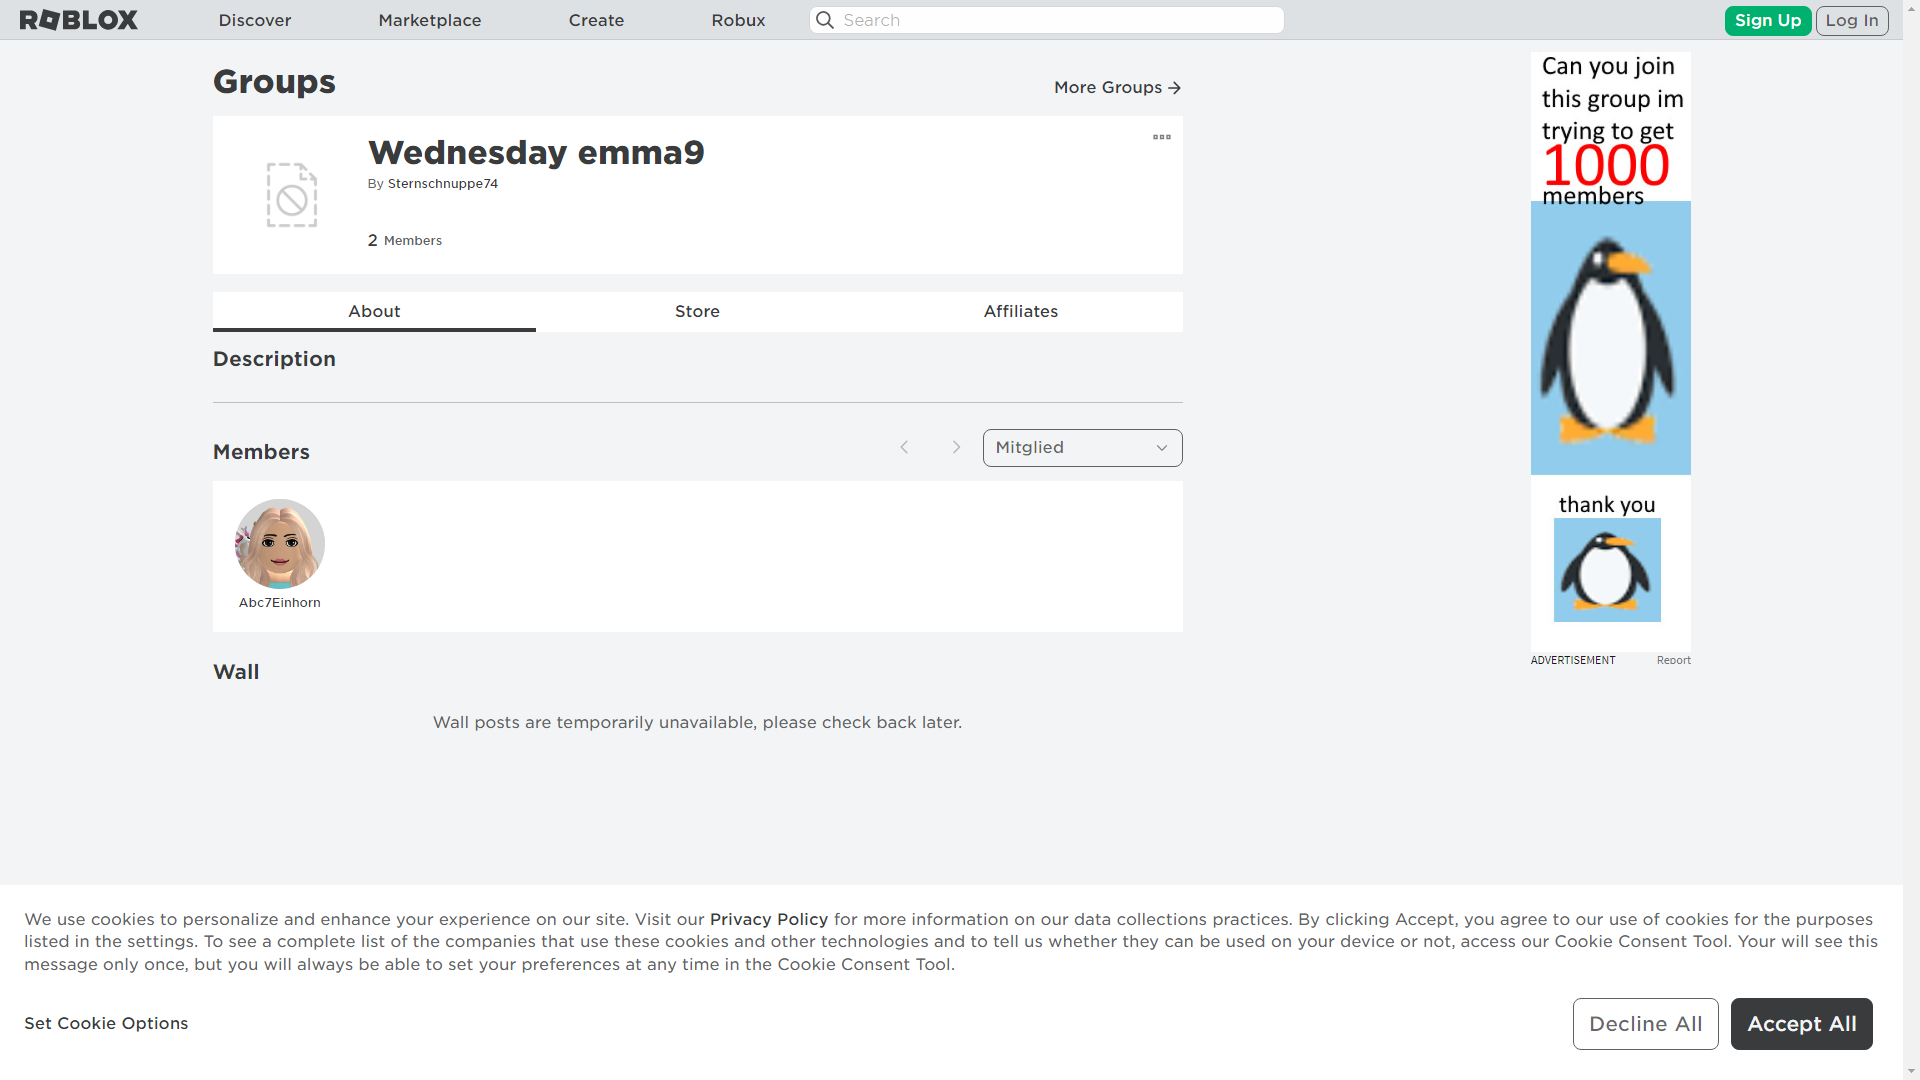 ROBLOX
Discover
Marketplace
Create
Robux
Search
Sign Up
Log In
Groups
More Groups
Wednesday emma9
By Sternschnuppe74
2 Members
About
Store
Affiliates
Description
Members
Mitglied
Abc7Einhorn
Wall
Wall posts are temporarily unavailable, please check back later.
Can you join
this group im
trying to get
1000
members
thank you
ADVERTISEMENT
Report
We use cookies to personalize and enhance your experience on our site. Visit our Privacy Policy for more information on our data collections practices. By clicking Accept, you agree to our use of cookies for the purposes
listed in the settings. To see a complete list of the companies that use these cookies and other technologies and to tell us whether they can be used on your device or not, access our Cookie Consent Tool. Your will see this
message only once, but you will always be able to set your preferences at any time in the Cookie Consent Tool.
Set Cookie Options
Decline All
Accept All